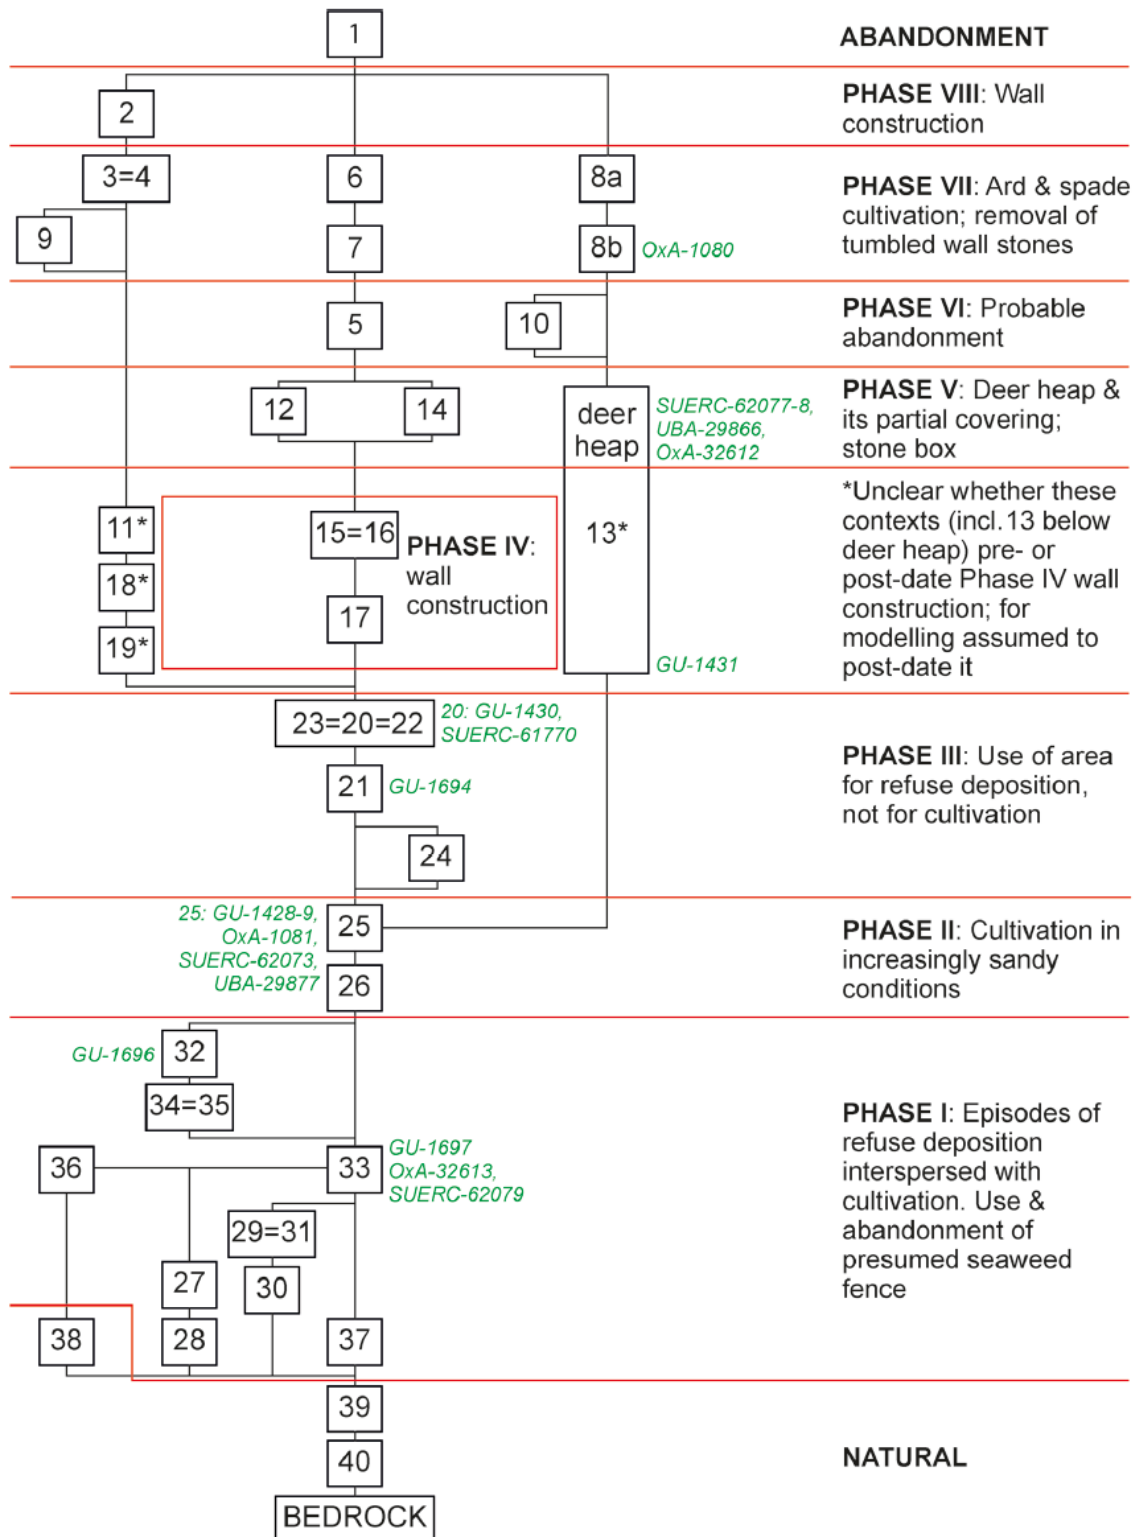 1
ABANDONMENT
2
PHASE VIII: Wall
construction
3=4
6
8a
9
7
8b
OxA-1080
PHASE VII: Ard & spade
cultivation; removal of
tumbled wall stones
5
10
PHASE VI: Probable
abandonment
12
14
deer
heap
SUERC-62077-8,
UBA-29866,
OxA-32612
PHASE V: Deer heap &
its partial covering;
stone box
11*
18*
19*
15=16
17
PHASE IV:
wall
construction
13*
GU-1431
*Unclear whether these
contexts (incl.13 below
deer heap) pre- or
post-date Phase IV wall
construction; for
modelling assumed to
post-date it
23=20=22
20: GU-1430,
SUERC-61770
21
GU-1694
24
PHASE III: Use of area
for refuse deposition,
not for cultivation
25: GU-1428-9,
OxA-1081,
SUERC-62073,
UBA-29877
25
26
PHASE II: Cultivation in
increasingly sandy
conditions
GU-1696
32
34=35
36
33
GU-1697
OxA-32613,
SUERC-62079
29=31
27
30
38
28
37
PHASE I: Episodes of
refuse deposition
interspersed with
cultivation. Use &
abandonment of
presumed seaweed
fence
39
40
BEDROCK
NATURAL